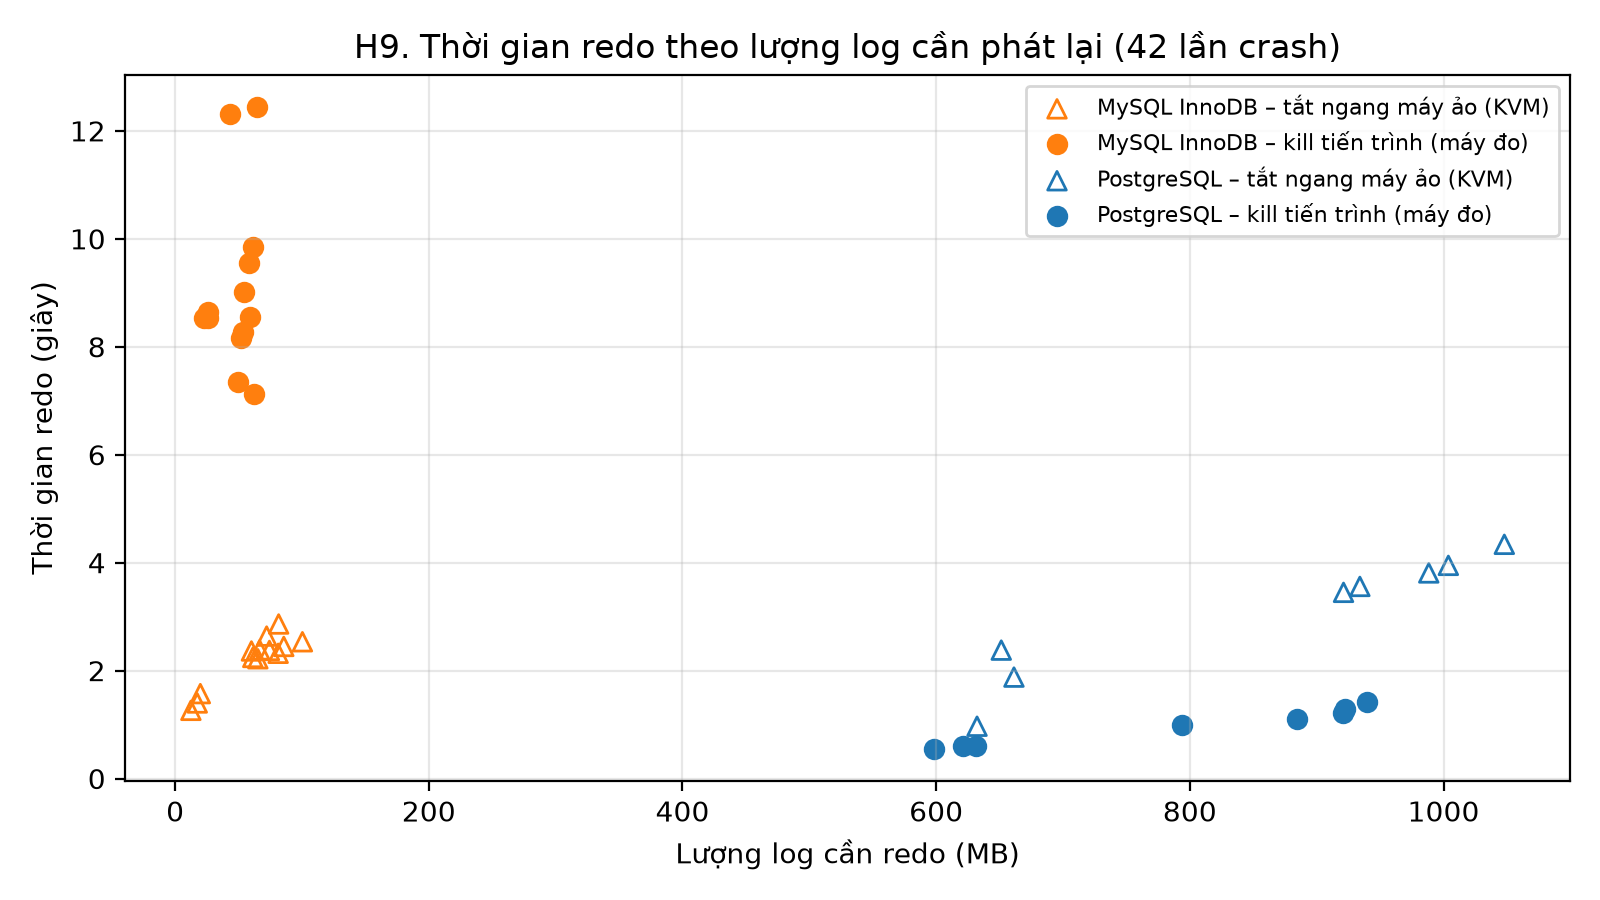 H9. Thời gian redo theo lượng log cần phát lại (42 lần crash)
MySQL InnoDB – tắt ngang máy ảo (KVM)
MySQL InnoDB – kill tiến trình (máy đo)
PostgreSQL – tắt ngang máy ảo (KVM)
PostgreSQL – kill tiến trình (máy đo)
Thời gian redo (giây)
12
10
8
6
4
2
0
0 200 400 600 800 1000
Lượng log cần redo (MB)